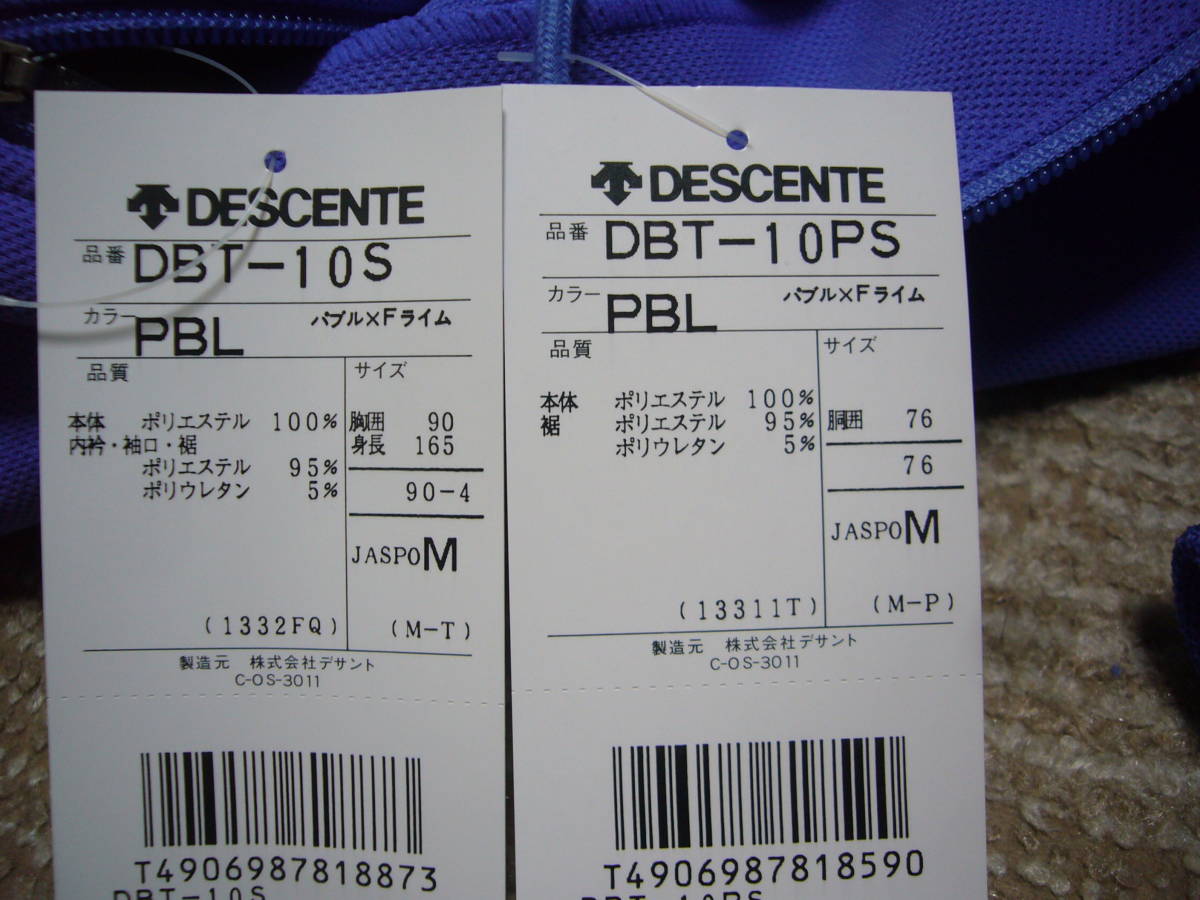 DESCENTE
品番 DBT-10S
カラー PBL パブル×Fライム
品質
サイズ
本体 ポリエステル 100%
内衿・袖口・裾
ポリエステル 95%
ポリウレタン 5%
胸囲 90
身長 165
90-4
JASPO M
(1332FQ)
(M-T)
製造元 株式会社デサント
C-OS-3011
T4906987818873
DBT-10S
DESCENTE
品番 DBT-10PS
カラー PBL パブル×Fライム
品質
サイズ
本体 ポリエステル 100%
裾 ポリエステル 95%
ポリウレタン 5%
胴囲 76
76
JASPO M
(13311T)
(M-P)
製造元 株式会社デサント
C-OS-3011
T4906987818590
DBT-10PS